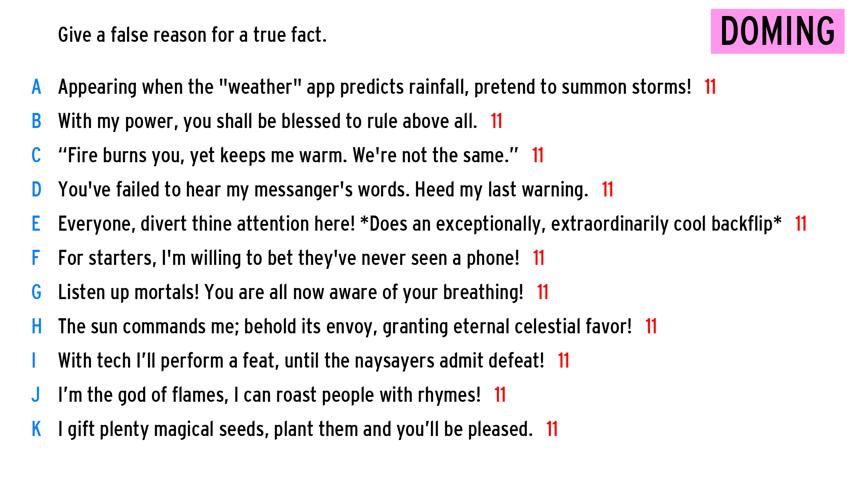 Give a false reason for a true fact.
DOMING
A Appearing when the "weather" app predicts rainfall, pretend to summon storms! 11
B With my power, you shall be blessed to rule above all. 11
C “Fire burns you, yet keeps me warm. We're not the same.” 11
D You've failed to hear my messanger's words. Heed my last warning. 11
E Everyone, divert thine attention here! *Does an exceptionally, extraordinarily cool backflip* 11
F For starters, I'm willing to bet they've never seen a phone! 11
G Listen up mortals! You are all now aware of your breathing! 11
H The sun commands me; behold its envoy, granting eternal celestial favor! 11
I With tech I’ll perform a feat, until the naysayers admit defeat! 11
J I’m the god of flames, I can roast people with rhymes! 11
K I gift plenty magical seeds, plant them and you’ll be pleased. 11